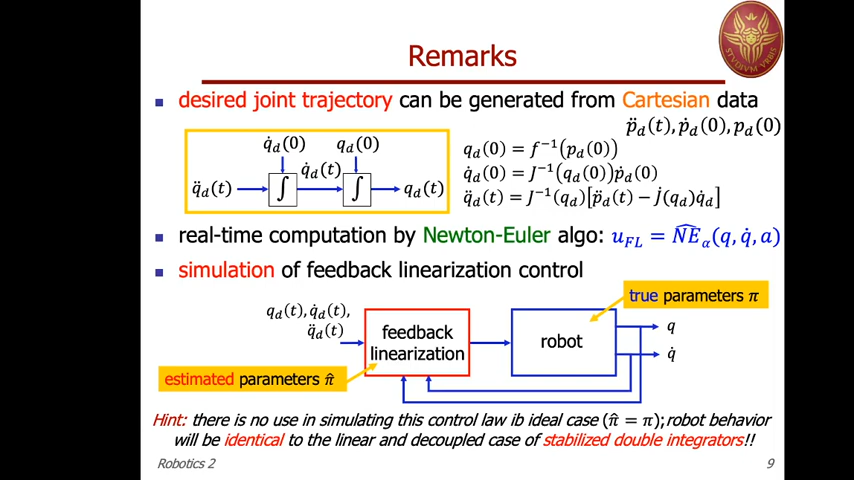 Remarks
STVDIVM VRBIS
▪ desired joint trajectory can be generated from Cartesian data
p̈_d(t), ṗ_d(0), p_d(0)
q̇_d(0) q_d(0)
q̈_d(t) ∫ q̇_d(t) ∫ q_d(t)
q_d(0) = f⁻¹(p_d(0))
q̇_d(0) = J⁻¹(q_d(0))ṗ_d(0)
q̈_d(t) = J⁻¹(q_d)[p̈_d(t) − J̇(q_d)q̇_d]
▪ real-time computation by Newton-Euler algo: u_FL = N̂E_α(q, q̇, a)
▪ simulation of feedback linearization control
true parameters π
q_d(t), q̇_d(t),
q̈_d(t)
feedback
linearization
robot
q
q̇
estimated parameters π̂
Hint: there is no use in simulating this control law ib ideal case (π̂ = π); robot behavior
will be identical to the linear and decoupled case of stabilized double integrators!!
Robotics 2
9